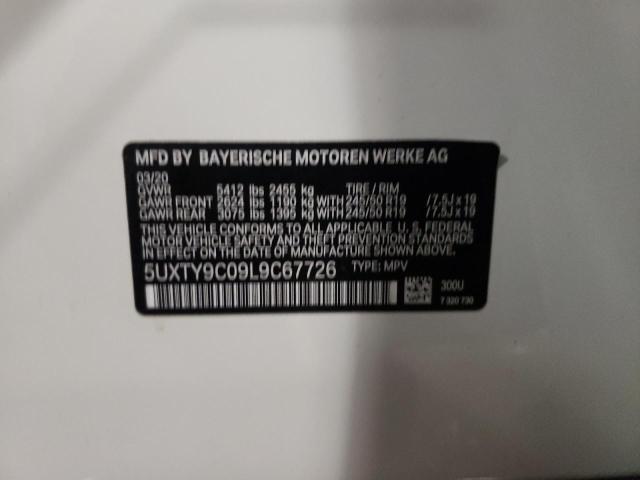 MFD BY BAYERISCHE MOTOREN WERKE AG
03/20
GVWR 5412 lbs 2455 kg TIRE / RIM
GAWR FRONT 2624 lbs 1190 kg WITH 245/50 R19 / 7.5J x 19
GAWR REAR 3075 lbs 1395 kg WITH 245/50 R19 / 7.5J x 19
THIS VEHICLE CONFORMS TO ALL APPLICABLE U. S. FEDERAL
MOTOR VEHICLE SAFETY AND THEFT PREVENTION STANDARDS IN
EFFECT ON THE DATE OF MANUFACTURE SHOWN ABOVE.
5UXTY9C09L9C67726 TYPE: MPV
300U
7 320 730